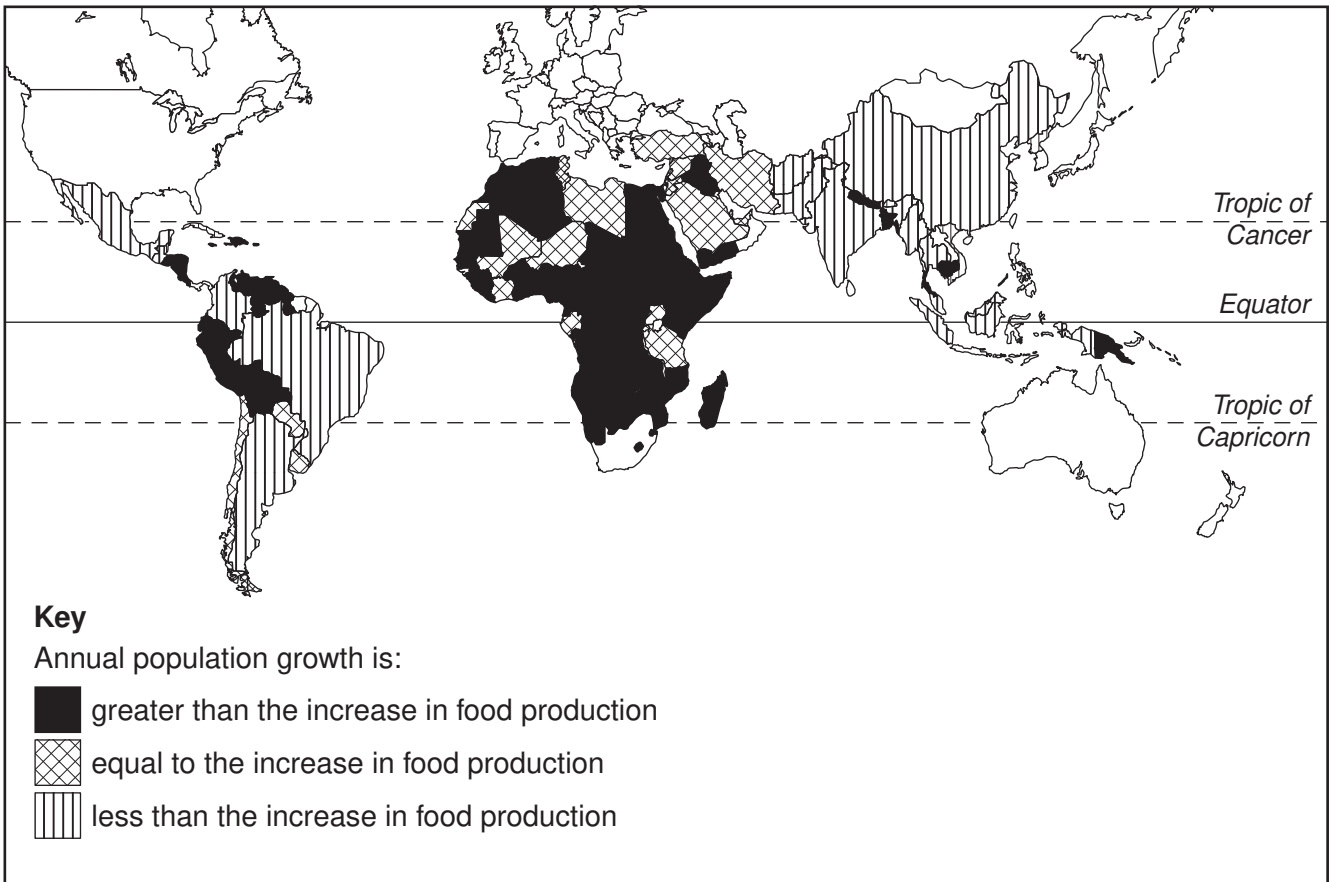 Tropic of
Cancer
Equator
Tropic of
Capricorn
Key
Annual population growth is:
greater than the increase in food production
equal to the increase in food production
less than the increase in food production